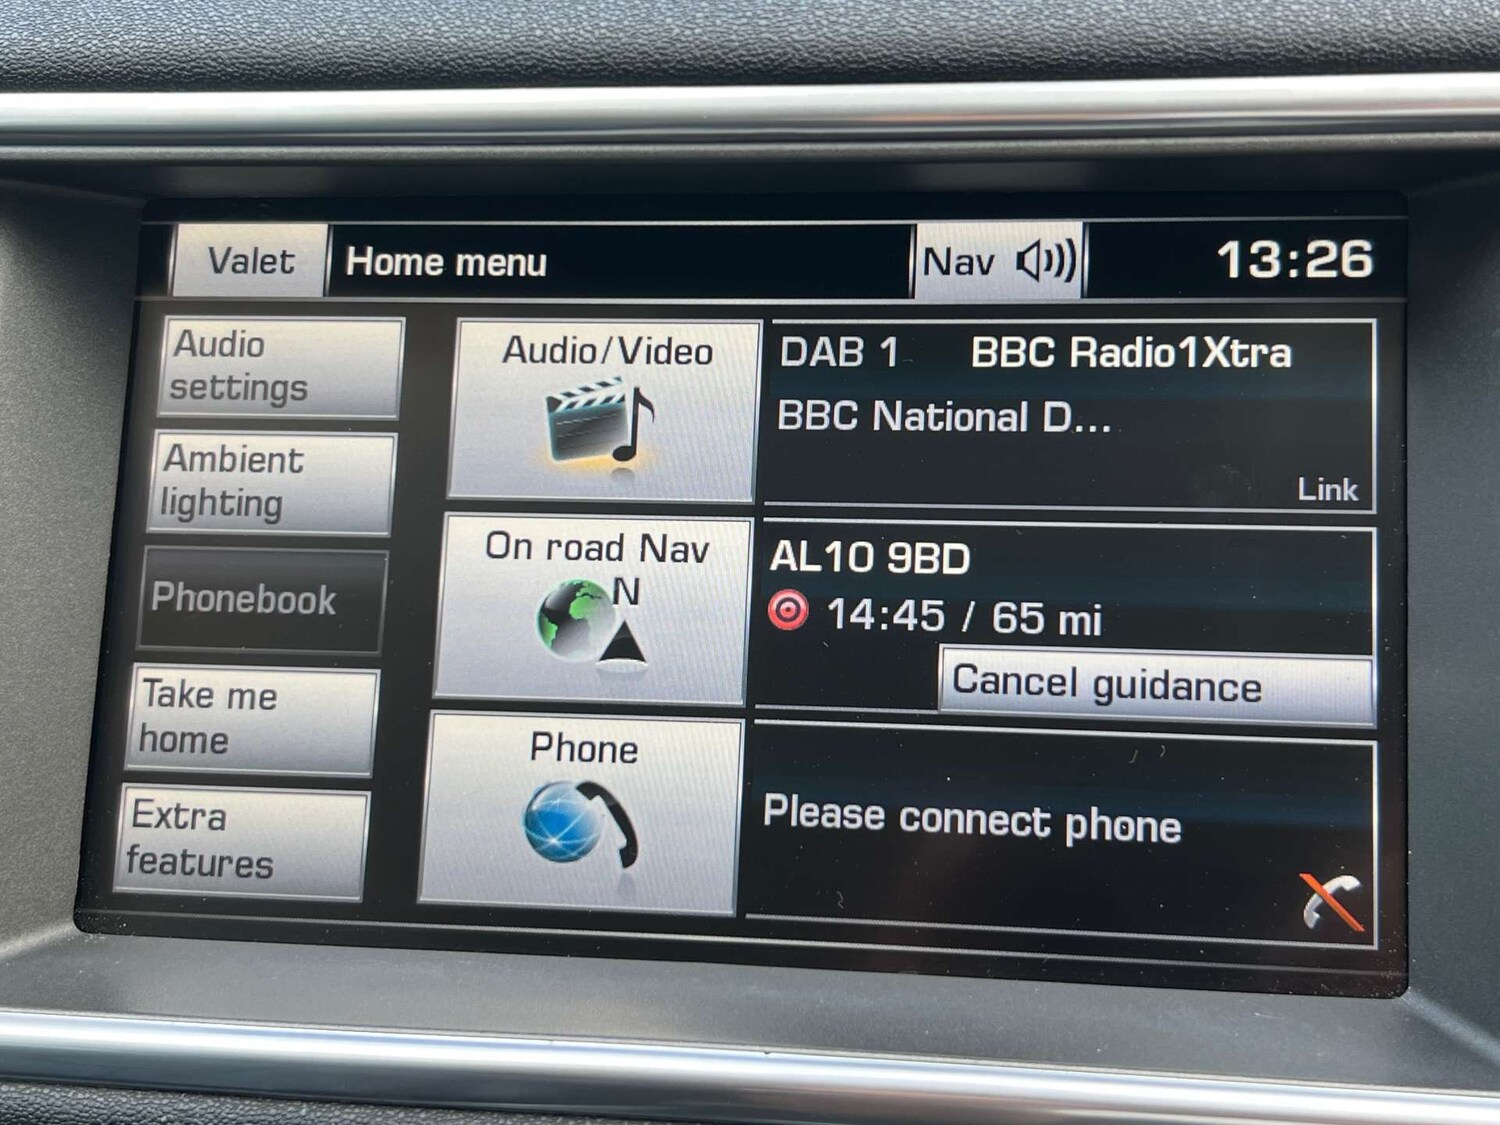 Valet
Home menu
Nav
13:26
Audio
settings
Ambient
lighting
Phonebook
Take me
home
Extra
features
Audio/Video
On road Nav
N
Phone
DAB 1 BBC Radio1Xtra
BBC National D...
Link
AL10 9BD
14:45 / 65 mi
Cancel guidance
Please connect phone